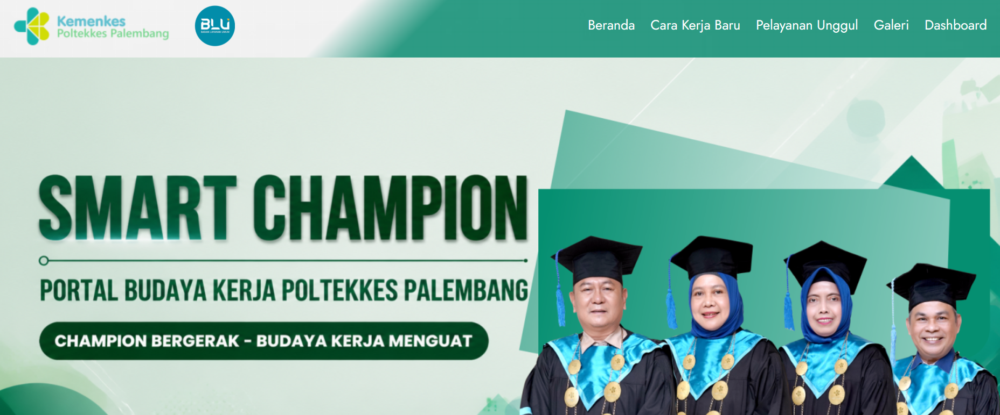 Kemenkes
Poltekkes Palembang
BLU
BADAN LAYANAN UMUM
Beranda
Cara Kerja Baru
Pelayanan Unggul
Galeri
Dashboard
SMART CHAMPION
PORTAL BUDAYA KERJA POLTEKKES PALEMBANG
CHAMPION BERGERAK - BUDAYA KERJA MENGUAT